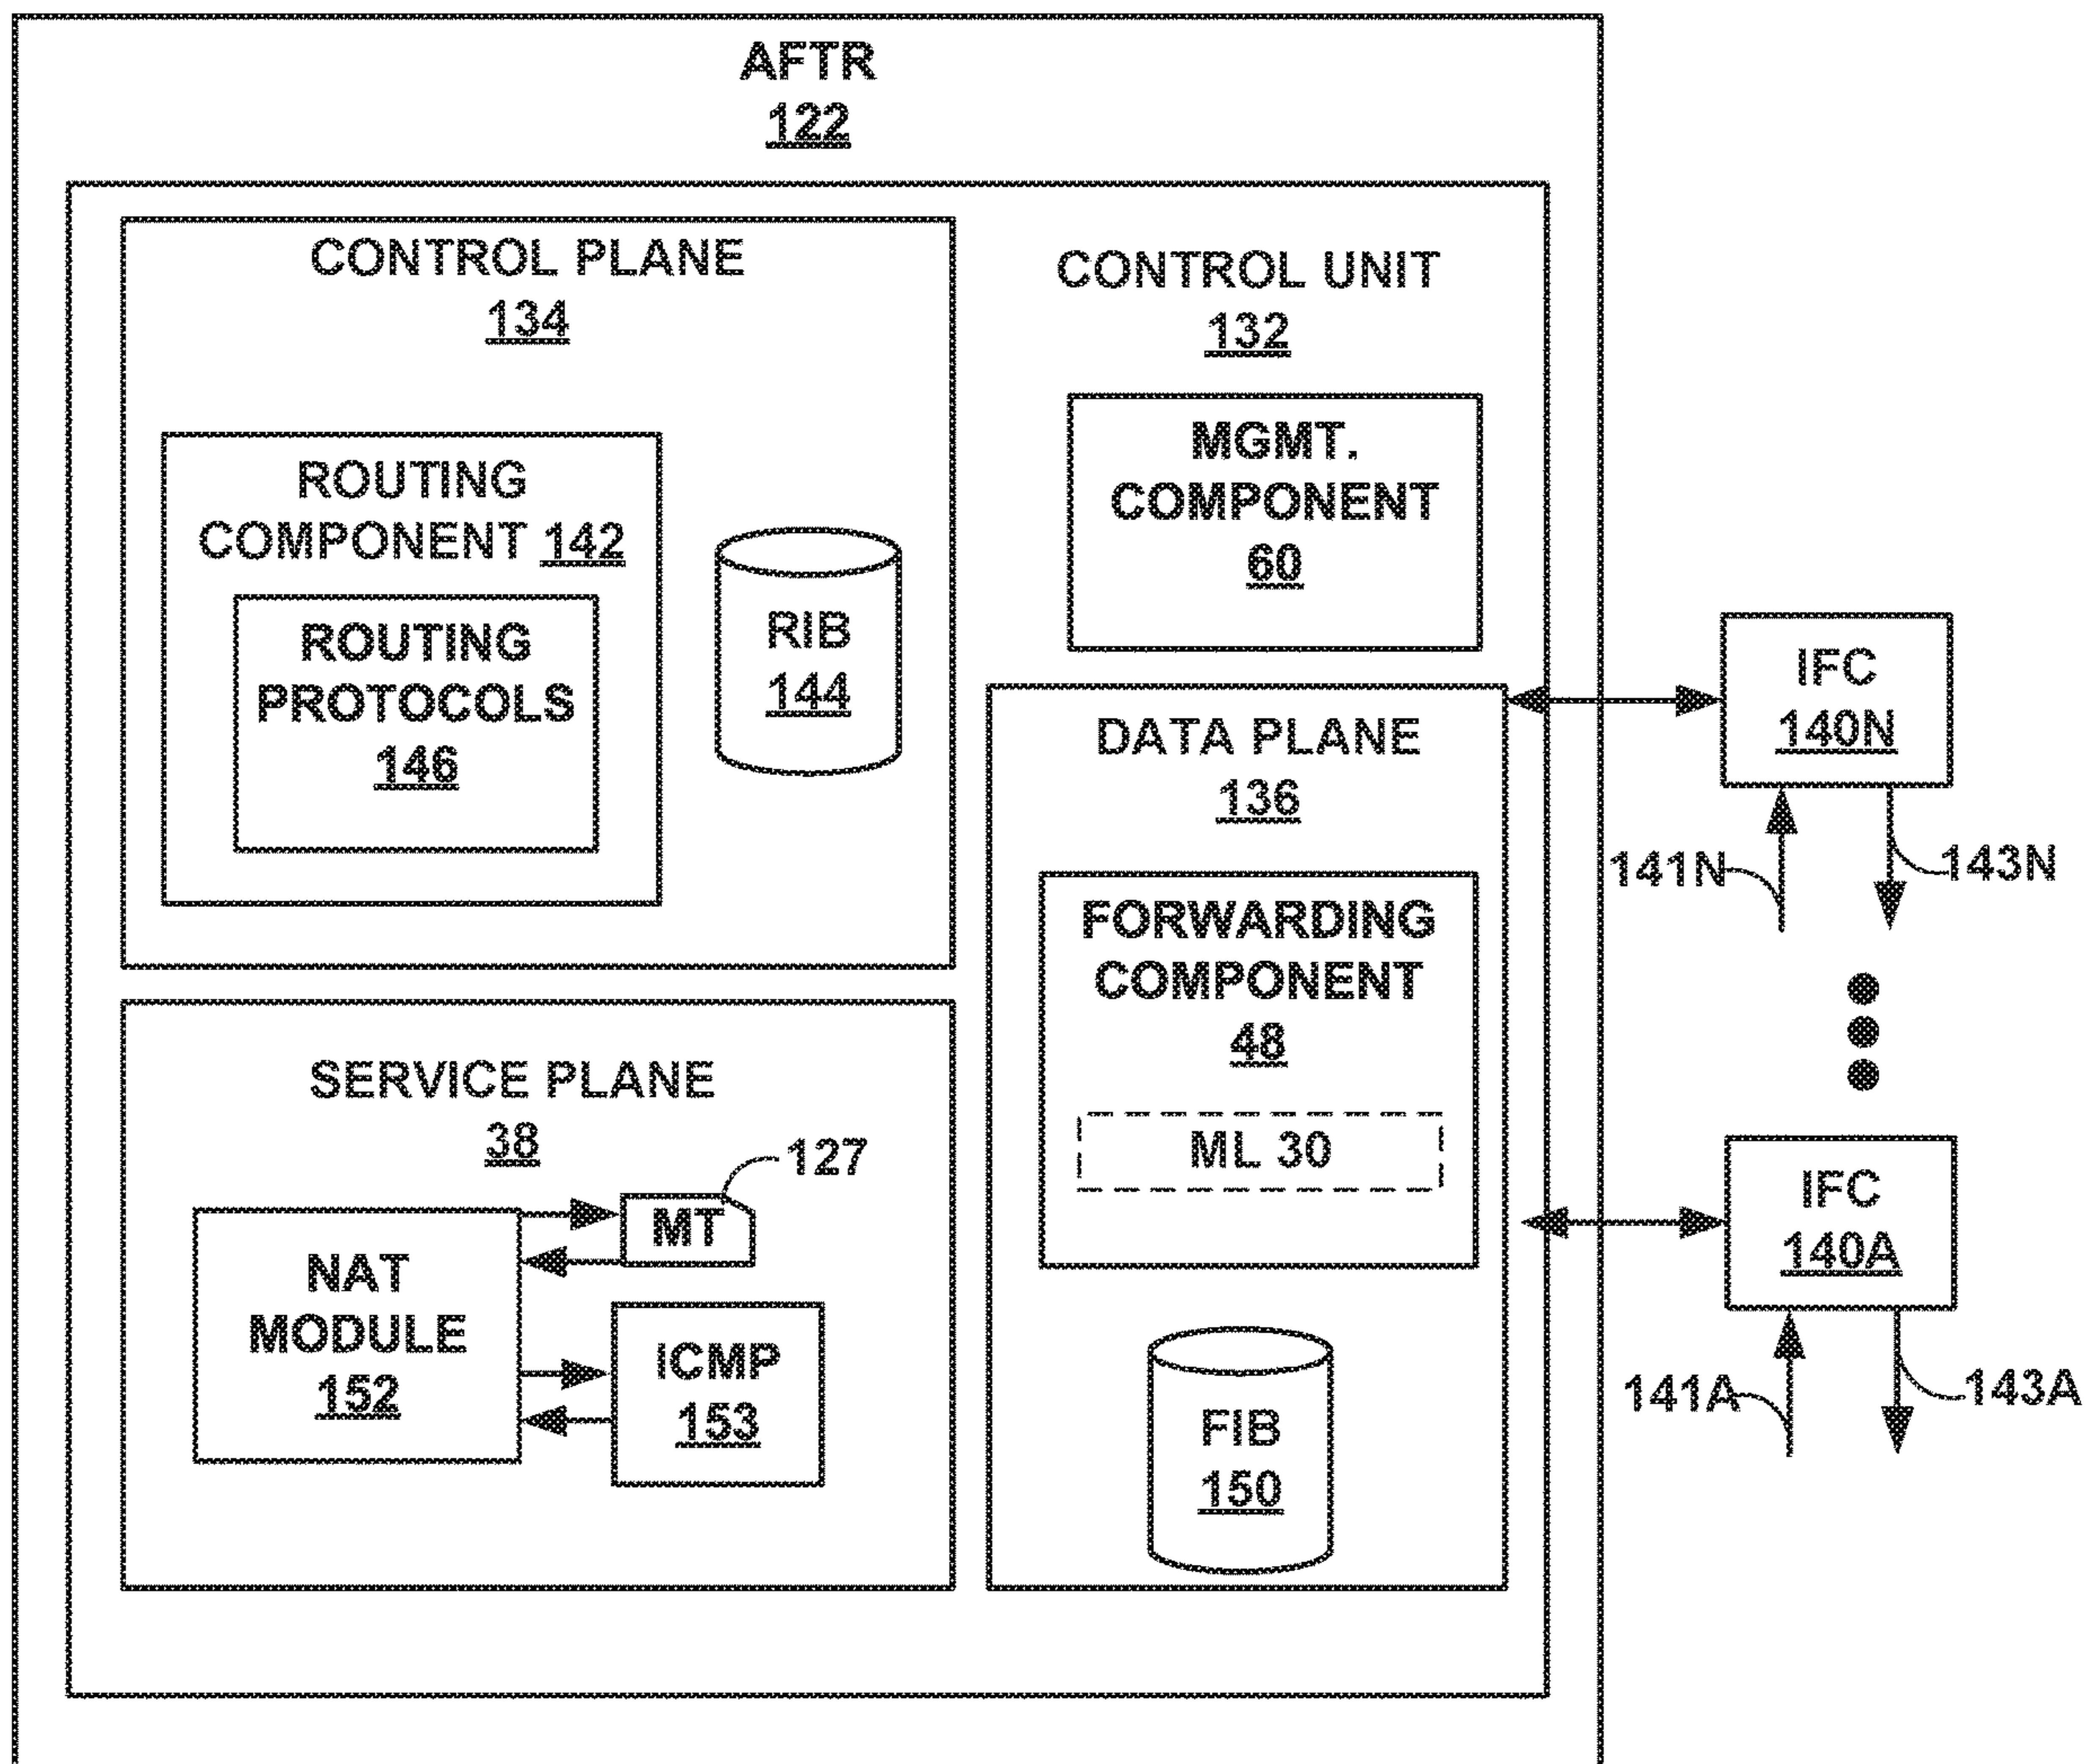 AFTR
122
CONTROL PLANE
134
ROUTING
COMPONENT 142
ROUTING
PROTOCOLS
146
RIB
144
CONTROL UNIT
132
MGMT.
COMPONENT
60
DATA PLANE
136
FORWARDING
COMPONENT
48
ML 30
FIB
150
SERVICE PLANE
38
127
MT
NAT
MODULE
152
ICMP
153
IFC
140N
141N
143N
IFC
140A
141A
143A